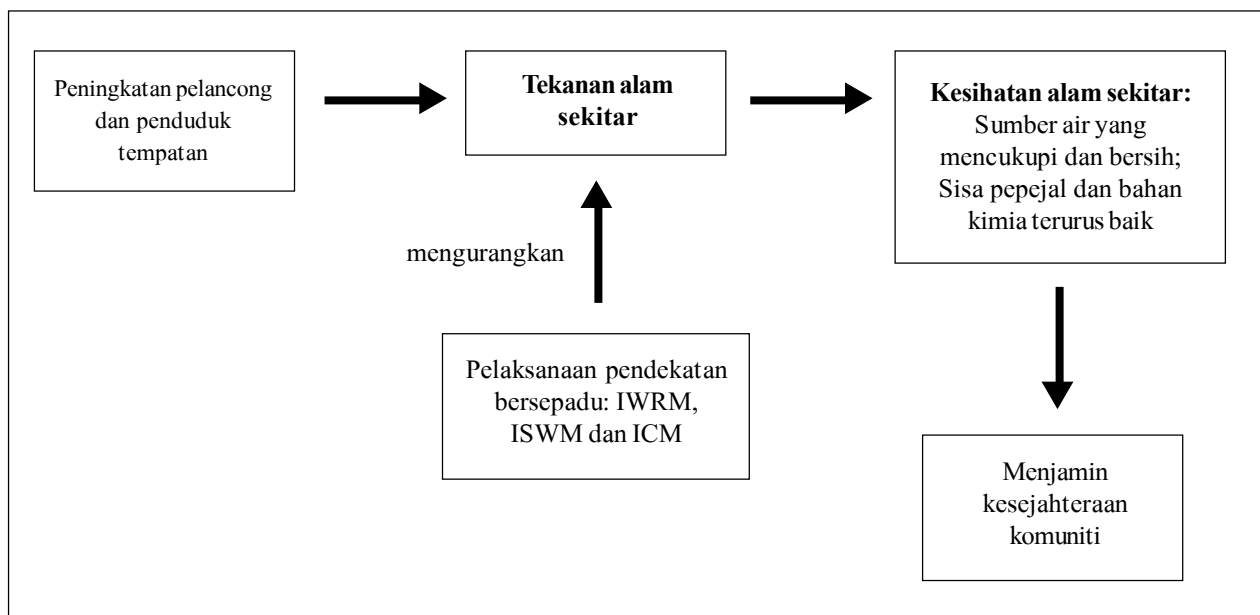 Peningkatan pelancong
dan penduduk
tempatan
Tekanan alam
sekitar
Kesihatan alam sekitar:
Sumber air yang
mencukupi dan bersih;
Sisa pepejal dan bahan
kimia terurus baik
mengurangkan
Pelaksanaan pendekatan
bersepadu: IWRM,
ISWM dan ICM
Menjamin
kesejahteraan
komuniti